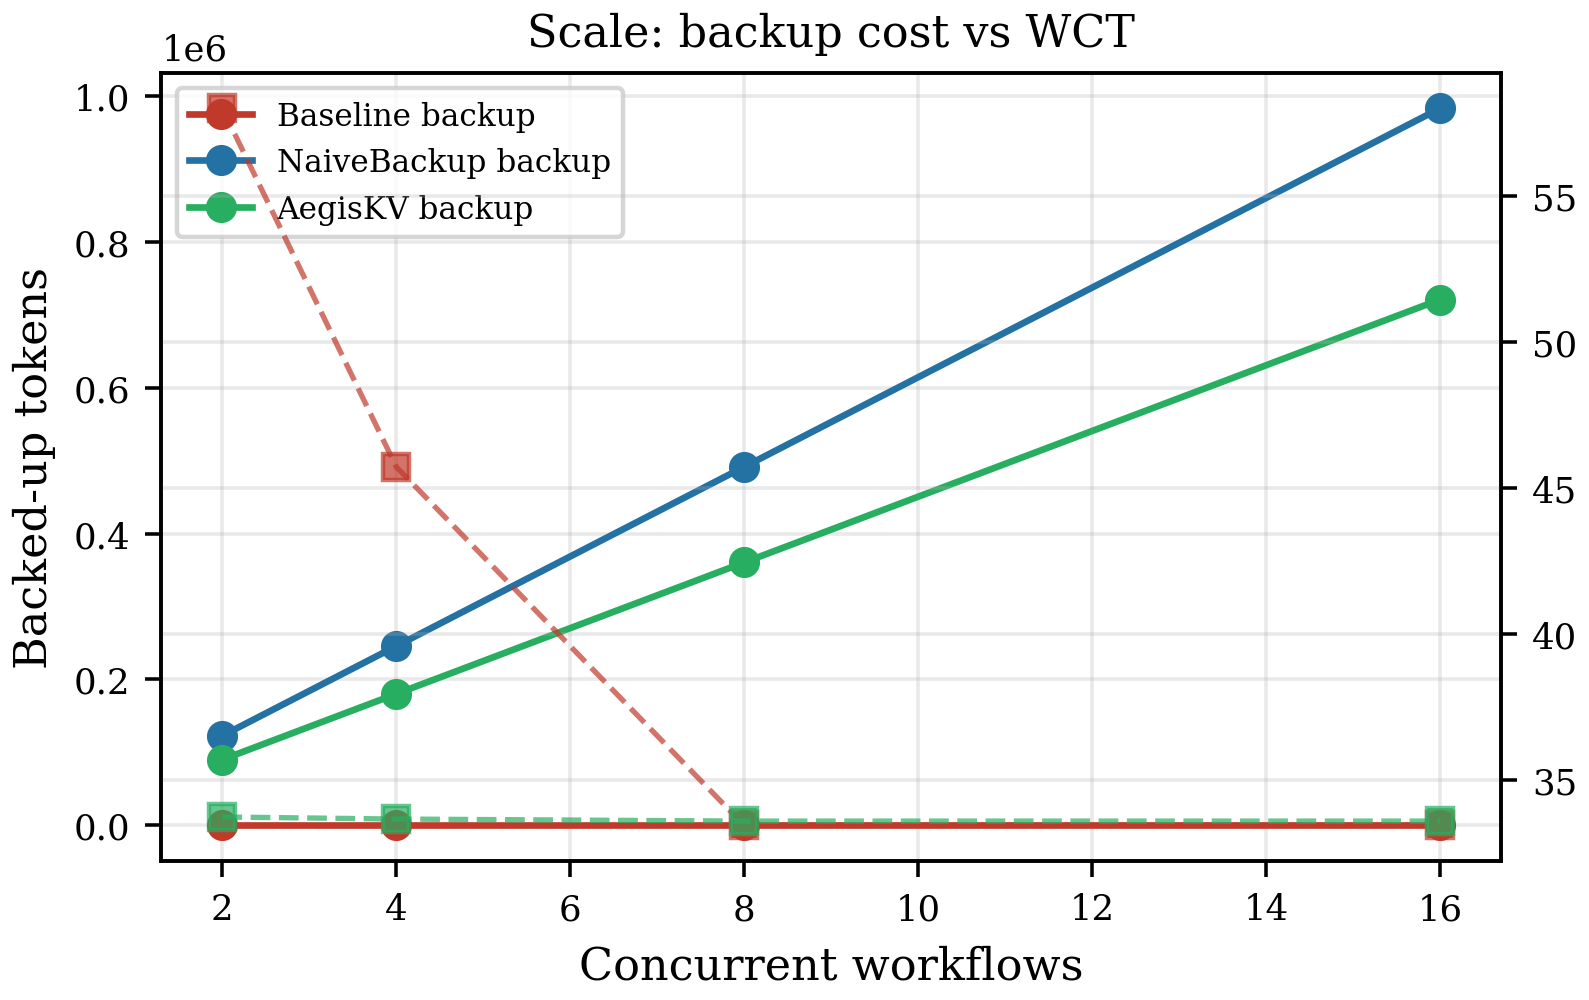 Scale: backup cost vs WCT
1e6
Baseline backup
NaiveBackup backup
AegisKV backup
1.0
0.8
0.6
0.4
0.2
0.0
Backed-up tokens
55
50
45
40
35
2 4 6 8 10 12 14 16
Concurrent workflows